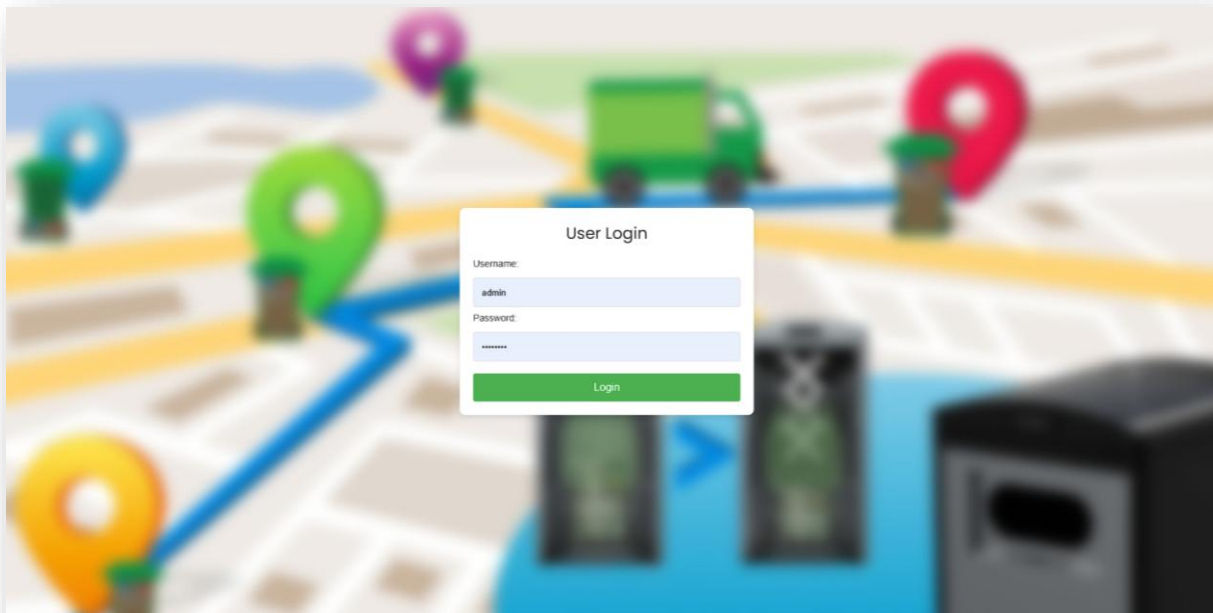 User Login
Username:
admin
Password:
••••••••
Login